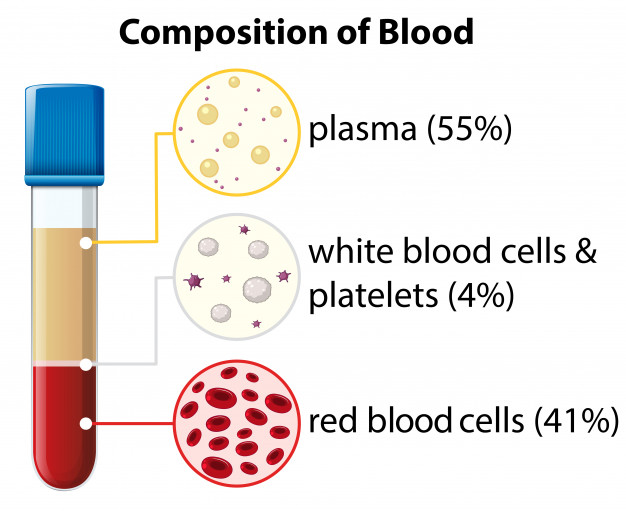 Composition of Blood
plasma (55%)
white blood cells &
platelets (4%)
red blood cells (41%)